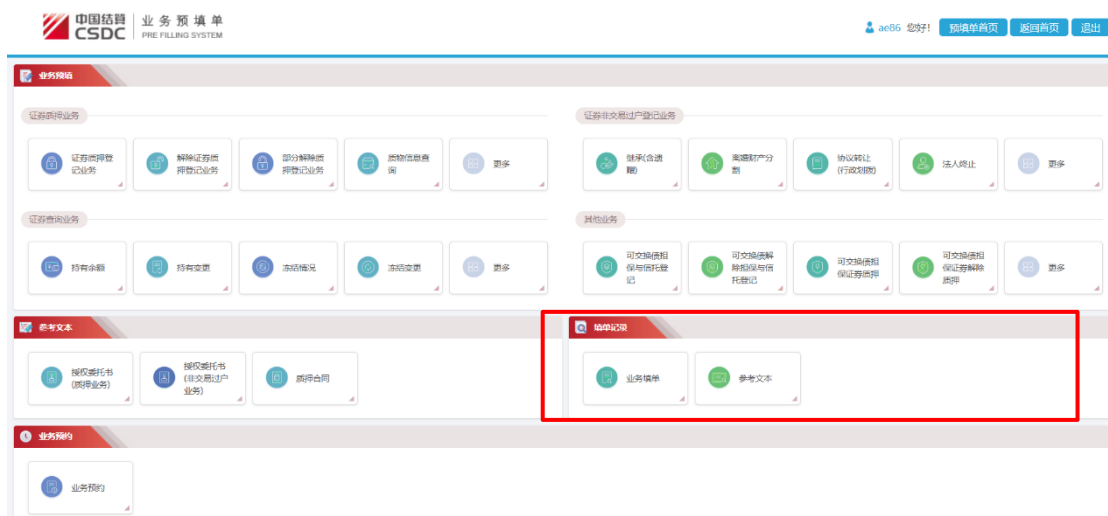 中国结算 业务预填单
CSDC PRE FILLING SYSTEM
ae86 您好! 预填单首页 返回首页 退出
业务预填
证券质押业务
证券质押登
记业务
解除证券质
押登记业务
部分解除质
押登记业务
质物信息查
询
更多
证券非交易过户登记业务
继承(含遗
赠)
离婚财产分
割
协议转让
(行政划拨)
法人终止
更多
证券查询业务
持有余额
持有变更
冻结情况
冻结变更
更多
其他业务
可交换债担
保与信托登
记
可交换债解
除担保与信
托登记
可交换债担
保证券质押
可交换债担
保证券解除
质押
更多
参考文本
授权委托书
(质押业务)
授权委托书
(非交易过户
业务)
质押合同
填单记录
业务填单
参考文本
业务预约
业务预约